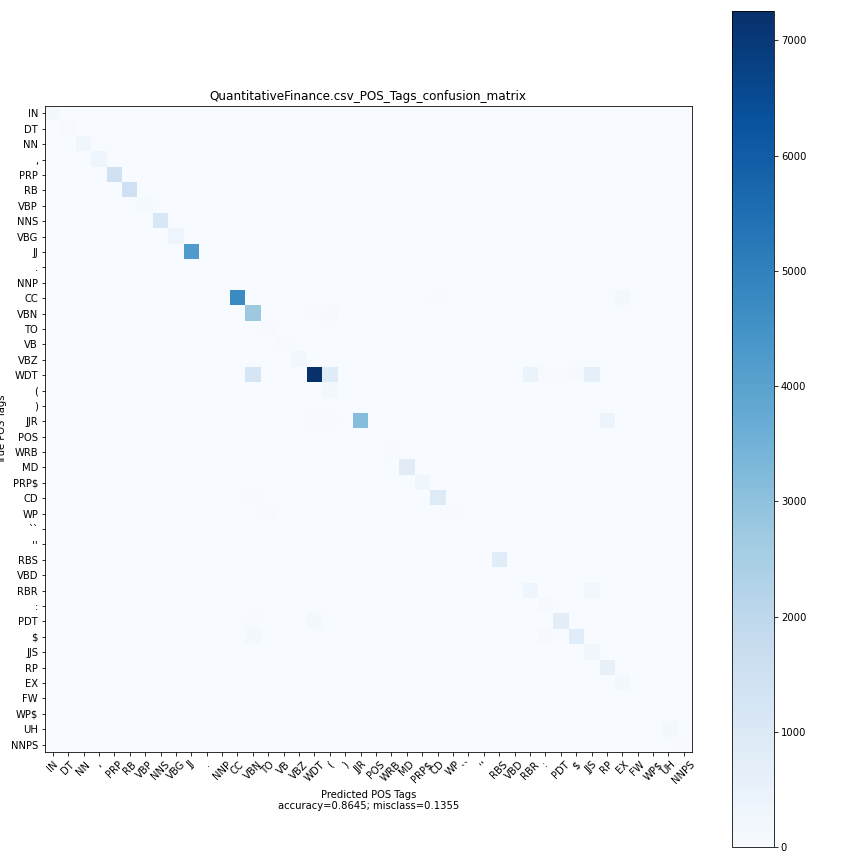 QuantitativeFinance.csv_POS_Tags_confusion_matrix
IN
DT
NN
,
PRP
RB
VBP
NNS
VBG
JJ
.
NNP
CC
VBN
TO
VB
VBZ
WDT
(
)
JJR
POS
WRB
MD
PRP$
CD
WP
``
''
RBS
VBD
RBR
:
PDT
$
JJS
RP
EX
FW
WP$
UH
NNPS
True POS Tags
IN DT NN , PRP RB VBP NNS VBG JJ . NNP CC VBN TO VB VBZ WDT ( ) JJR POS WRB MD PRP$ CD WP `` '' RBS VBD RBR : PDT $ JJS RP EX FW WP$ UH NNPS
Predicted POS Tags
accuracy=0.8645; misclass=0.1355
7000
6000
5000
4000
3000
2000
1000
0